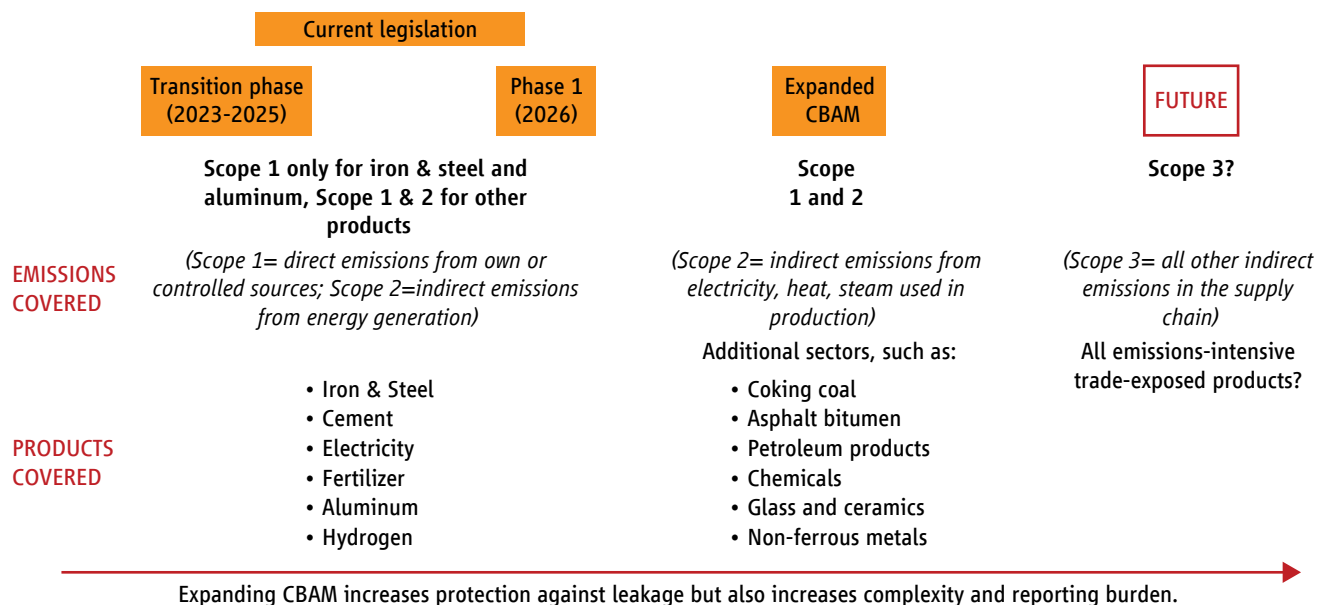 Current legislation
Transition phase
(2023-2025)
Phase 1
(2026)
Expanded
CBAM
FUTURE
Scope 1 only for iron & steel and
aluminum, Scope 1 & 2 for other
products
Scope
1 and 2
Scope 3?
EMISSIONS
COVERED
(Scope 1= direct emissions from own or
controlled sources; Scope 2=indirect emissions
from energy generation)
(Scope 2= indirect emissions from
electricity, heat, steam used in
production)
(Scope 3= all other indirect
emissions in the supply
chain)
PRODUCTS
COVERED
• Iron & Steel
• Cement
• Electricity
• Fertilizer
• Aluminum
• Hydrogen
Additional sectors, such as:
• Coking coal
• Asphalt bitumen
• Petroleum products
• Chemicals
• Glass and ceramics
• Non-ferrous metals
All emissions-intensive
trade-exposed products?
Expanding CBAM increases protection against leakage but also increases complexity and reporting burden.